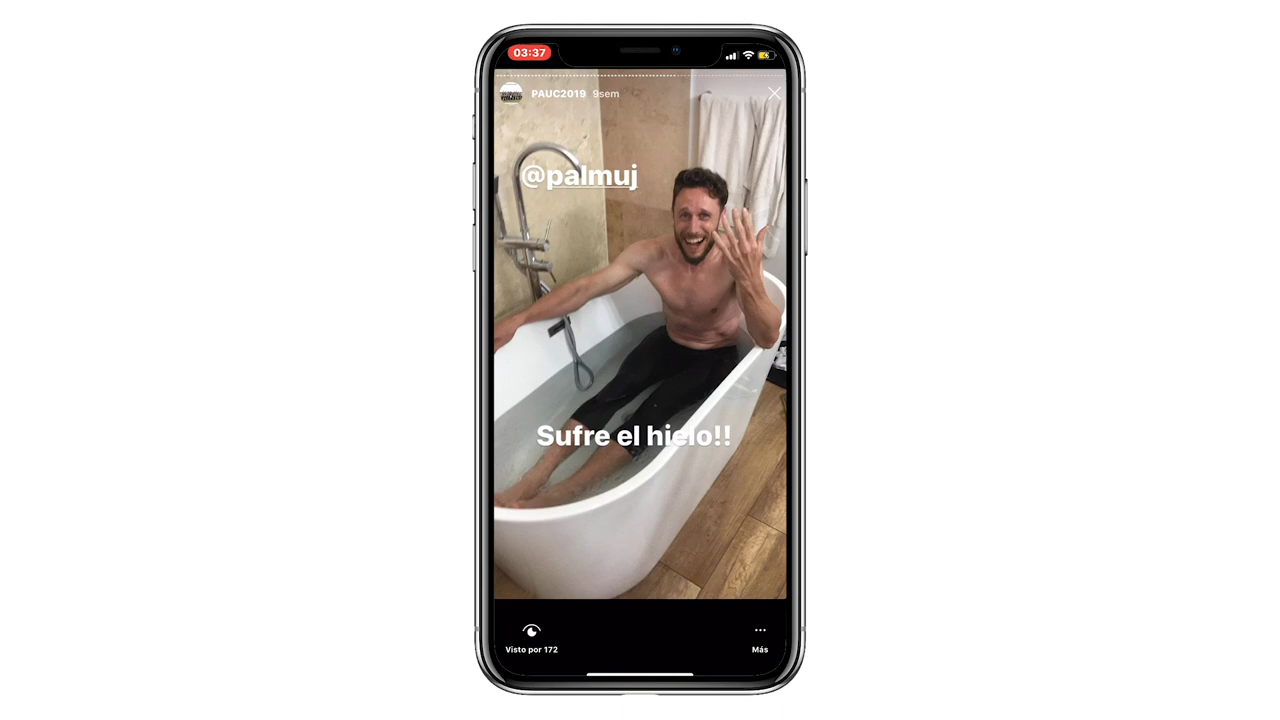 03:37
PAUC2019 9sem
@palmuj
Sufre el hielo!!
Visto por 172
Más